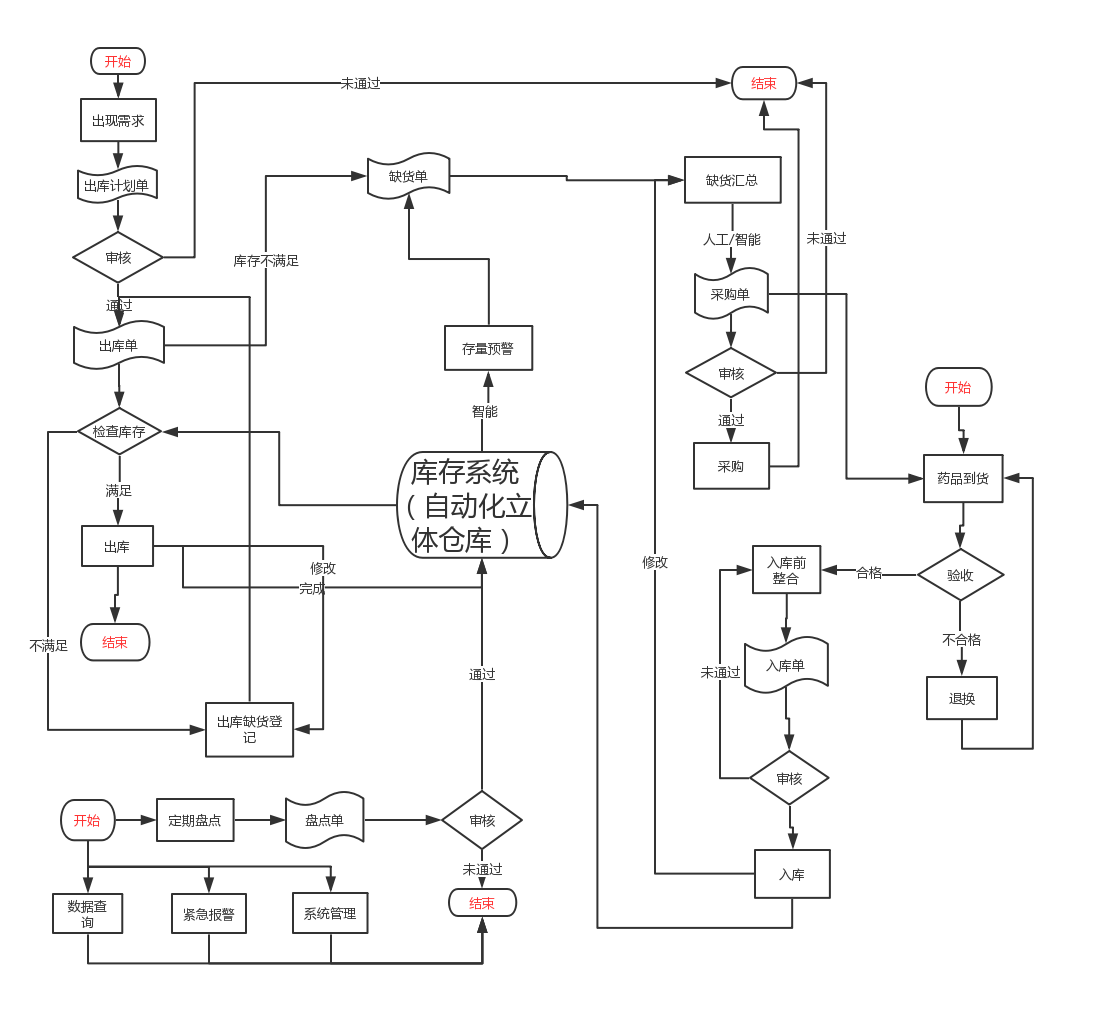 开始
未通过
结束
出现需求
缺货单
缺货汇总
出库计划单
审核
库存不满足
人工/智能
未通过
通过
采购单
出库单
存量预警
审核
开始
智能
通过
检查库存
采购
药品到货
库存系统
（自动化立
体仓库）
满足
出库
修改
完成
修改
入库前
整合
合格
验收
结束
不满足
不合格
通过
未通过
入库单
退换
出库缺货登
记
审核
开始
定期盘点
盘点单
审核
未通过
入库
数据查
询
紧急报警
系统管理
结束